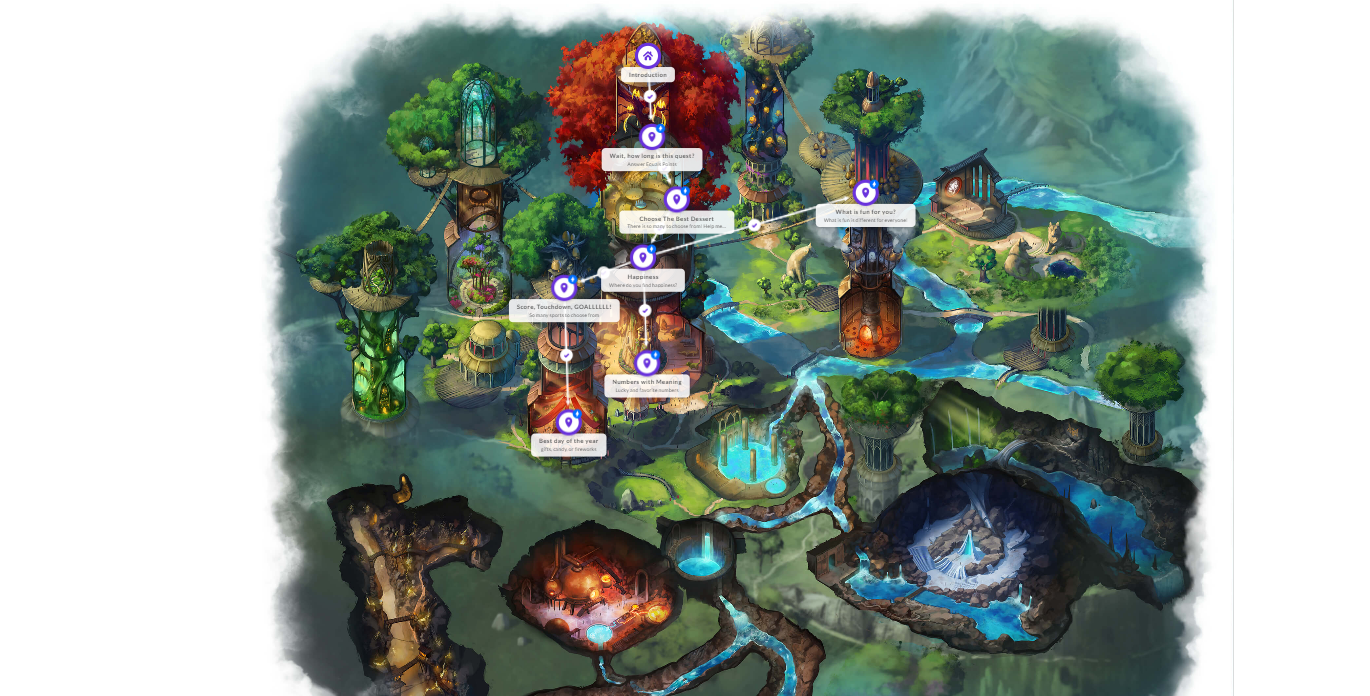 Introduction
Wait, how long is this quest?
Answer Equals Points
Choose The Best Dessert
There is so many to choose from! Help me...
What is fun for you?
What is fun is different for everyone!
Happiness
Where do you find happiness?
Score, Touchdown, GOALLLLLL!
So many sports to choose from
Numbers with Meaning
Lucky and favorite numbers
Best day of the year
gifts, candy, or fireworks